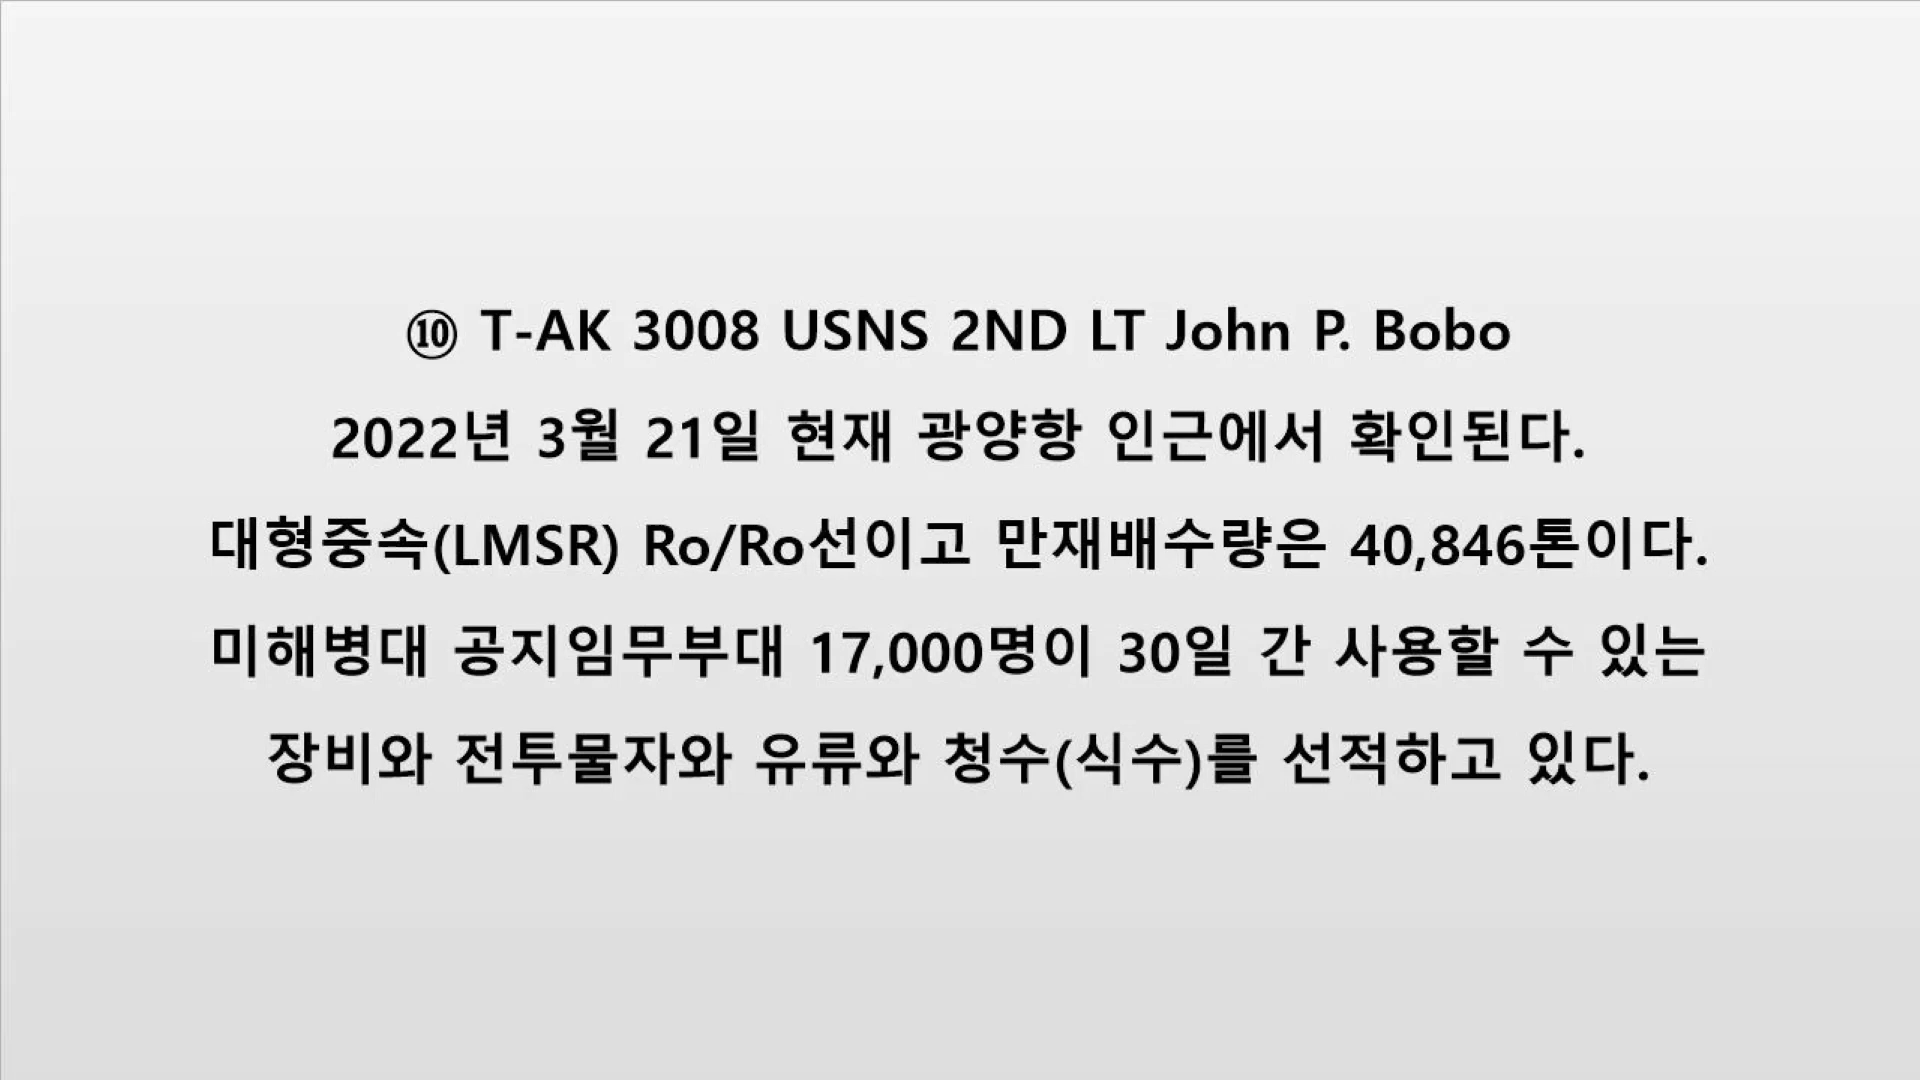 ⑩ T-AK 3008 USNS 2ND LT John P. Bobo
2022년 3월 21일 현재 광양항 인근에서 확인된다.
대형중속(LMSR) Ro/Ro선이고 만재배수량은 40,846톤이다.
미해병대 공지임무부대 17,000명이 30일 간 사용할 수 있는
장비와 전투물자와 유류와 청수(식수)를 선적하고 있다.